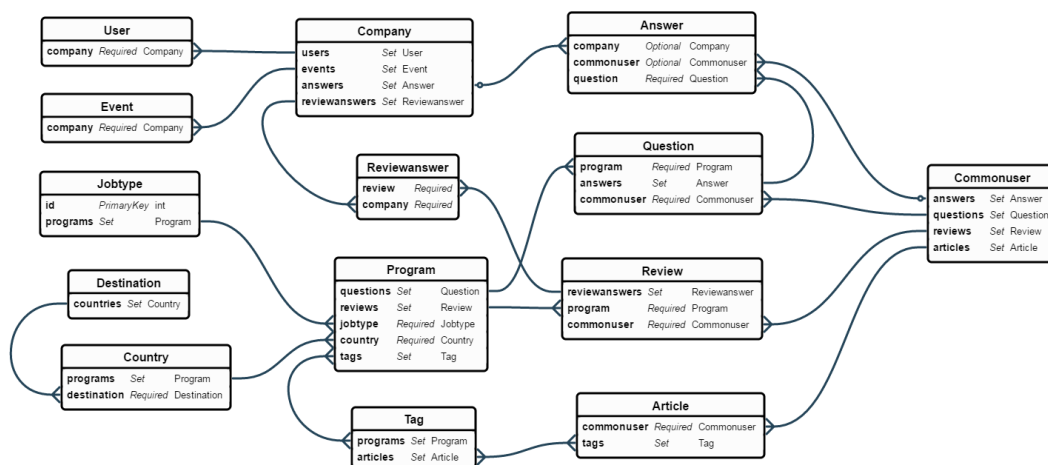 User
company Required Company
Event
company Required Company
Jobtype
id PrimaryKey int
programs Set Program
Destination
countries Set Country
Country
programs Set Program
destination Required Destination
Company
users Set User
events Set Event
answers Set Answer
reviewanswers Set Reviewanswer
Reviewanswer
review Required
company Required
Program
questions Set Question
reviews Set Review
jobtype Required Jobtype
country Required Country
tags Set Tag
Tag
programs Set Program
articles Set Article
Answer
company Optional Company
commonuser Optional Commonuser
question Required Question
Question
program Required Program
answers Set Answer
commonuser Required Commonuser
Review
reviewanswers Set Reviewanswer
program Required Program
commonuser Required Commonuser
Article
commonuser Required Commonuser
tags Set Tag
Commonuser
answers Set Answer
questions Set Question
reviews Set Review
articles Set Article